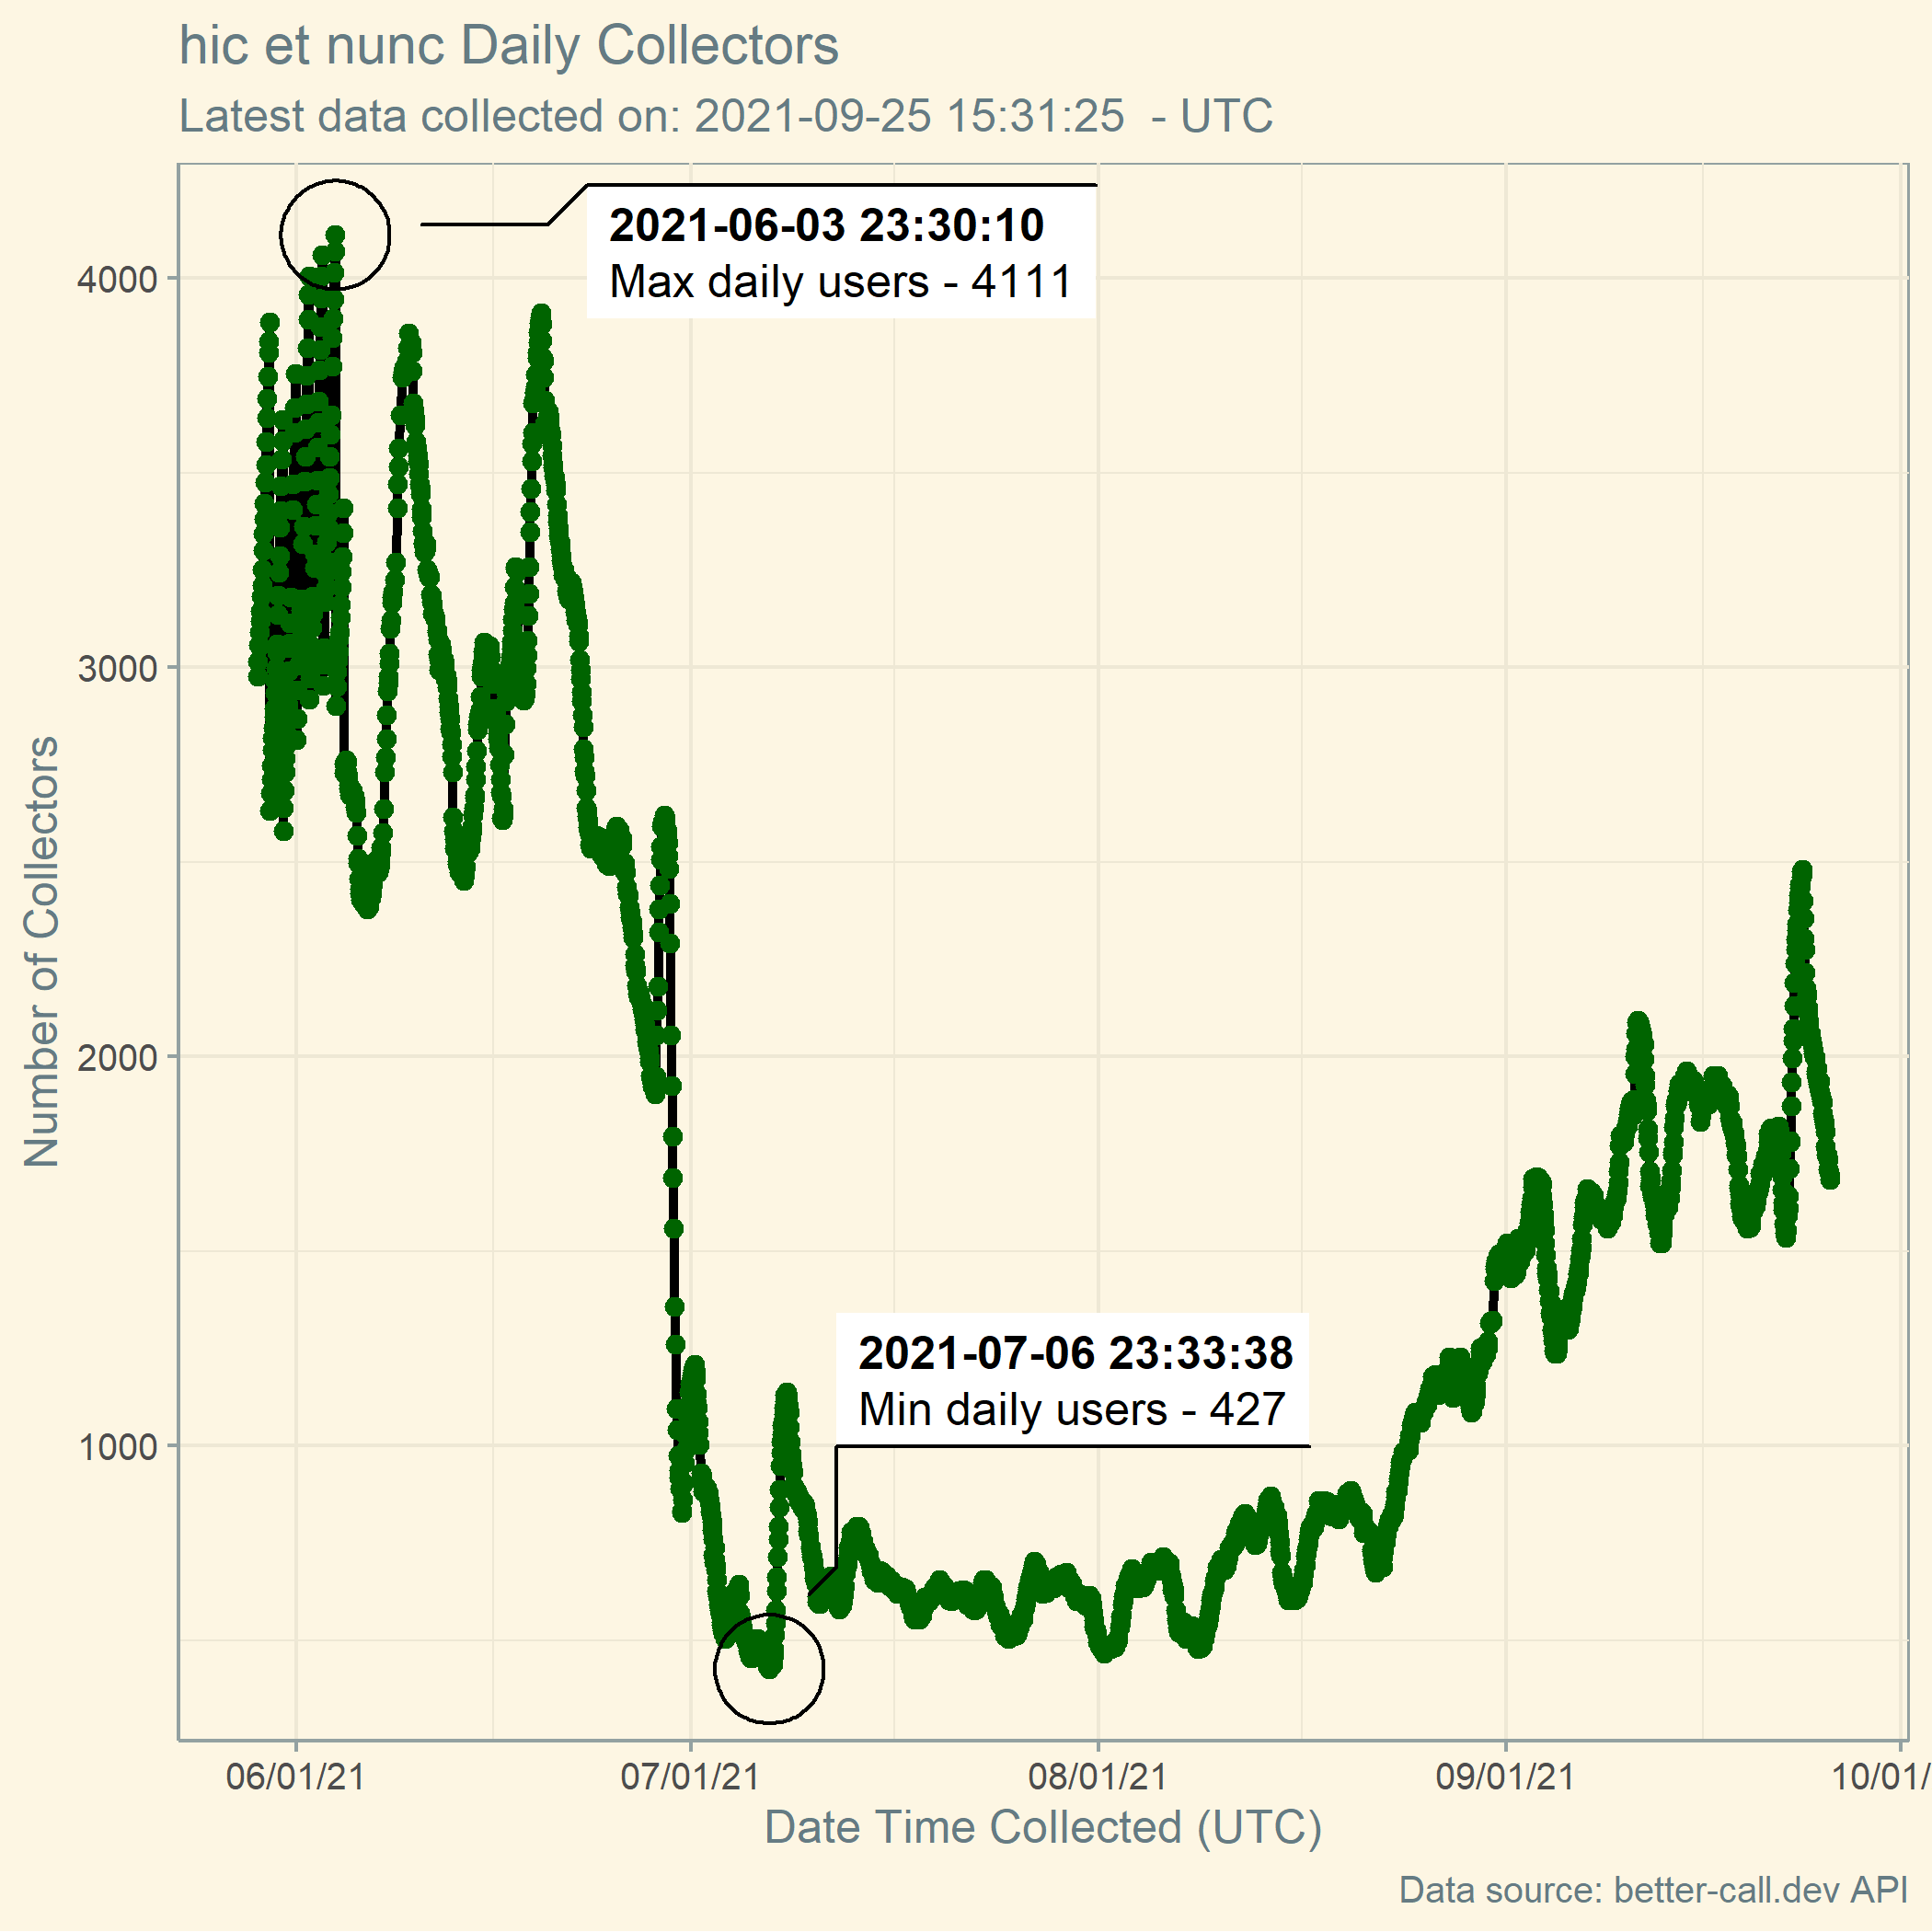 hic et nunc Daily Collectors
Latest data collected on: 2021-09-25 15:31:25 - UTC
2021-06-03 23:30:10
Max daily users - 4111
4000
3000
2000
1000
Number of Collectors
2021-07-06 23:33:38
Min daily users - 427
06/01/21 07/01/21 08/01/21 09/01/21 10/01/
Date Time Collected (UTC)
Data source: better-call.dev API